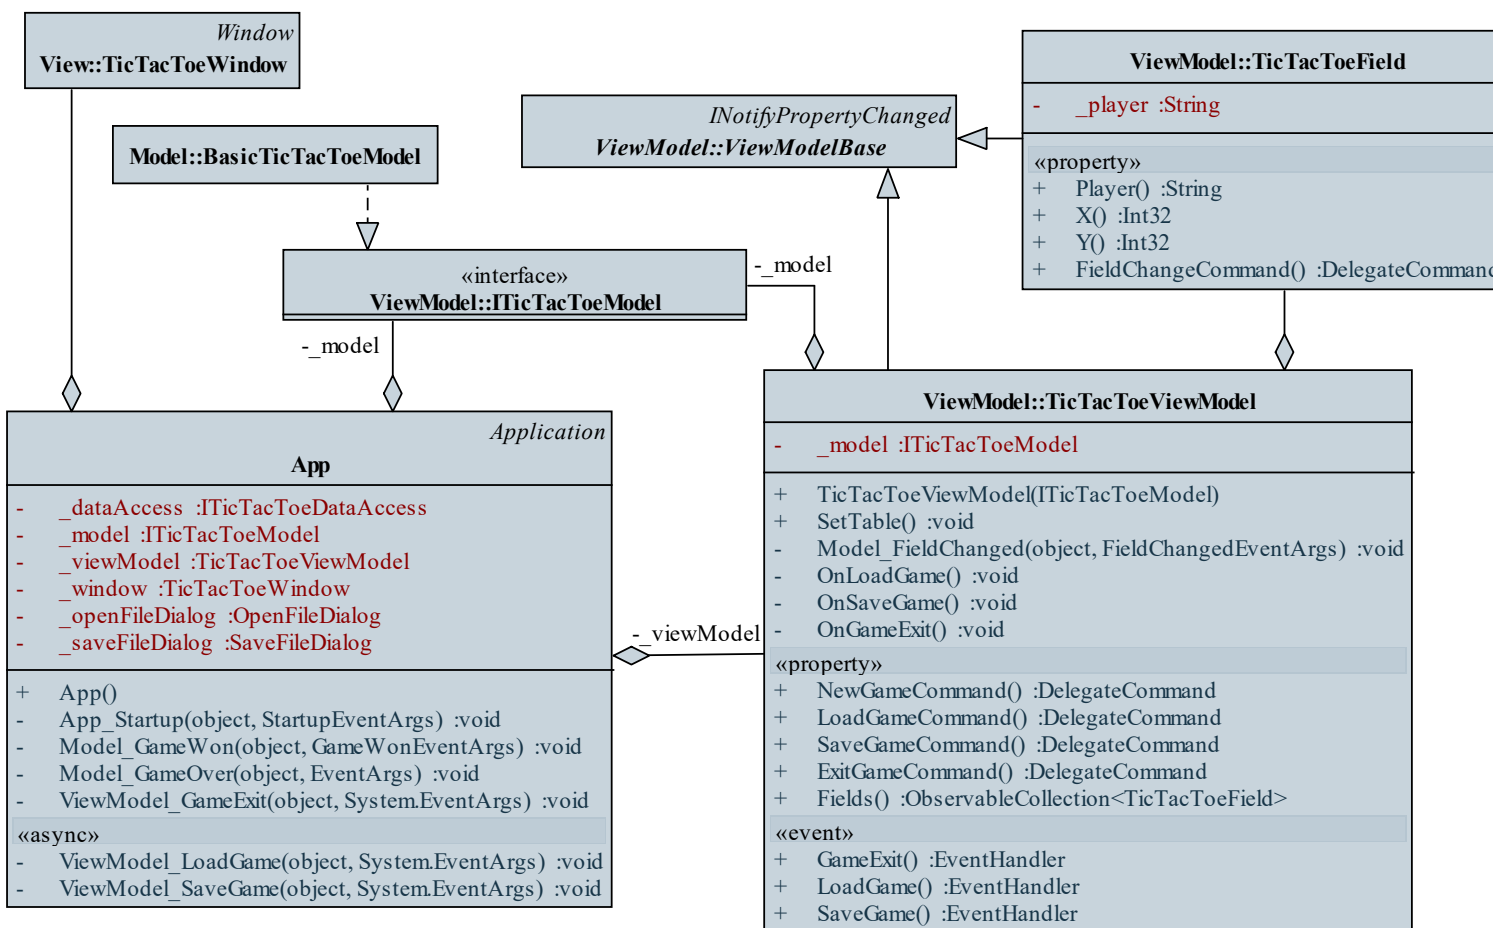 Window
View::TicTacToeWindow
Model::BasicTicTacToeModel
INotifyPropertyChanged
ViewModel::ViewModelBase
ViewModel::TicTacToeField
- _player :String
«property»
+ Player() :String
+ X() :Int32
+ Y() :Int32
+ FieldChangeCommand() :DelegateCommand
«interface»
ViewModel::ITicTacToeModel
-_model
-_model
Application
App
- _dataAccess :ITicTacToeDataAccess
- _model :ITicTacToeModel
- _viewModel :TicTacToeViewModel
- _window :TicTacToeWindow
- _openFileDialog :OpenFileDialog
- _saveFileDialog :SaveFileDialog
+ App()
- App_Startup(object, StartupEventArgs) :void
- Model_GameWon(object, GameWonEventArgs) :void
- Model_GameOver(object, EventArgs) :void
- ViewModel_GameExit(object, System.EventArgs) :void
«async»
- ViewModel_LoadGame(object, System.EventArgs) :void
- ViewModel_SaveGame(object, System.EventArgs) :void
-_viewModel
ViewModel::TicTacToeViewModel
- _model :ITicTacToeModel
+ TicTacToeViewModel(ITicTacToeModel)
+ SetTable() :void
- Model_FieldChanged(object, FieldChangedEventArgs) :void
- OnLoadGame() :void
- OnSaveGame() :void
- OnGameExit() :void
«property»
+ NewGameCommand() :DelegateCommand
+ LoadGameCommand() :DelegateCommand
+ SaveGameCommand() :DelegateCommand
+ ExitGameCommand() :DelegateCommand
+ Fields() :ObservableCollection<TicTacToeField>
«event»
+ GameExit() :EventHandler
+ LoadGame() :EventHandler
+ SaveGame() :EventHandler